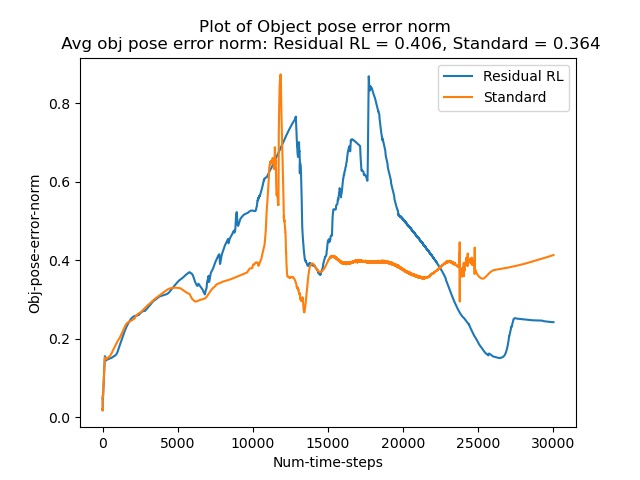 Plot of Object pose error norm
Avg obj pose error norm: Residual RL = 0.406, Standard = 0.364
Residual RL
Standard
0.8
0.6
0.4
0.2
0.0
Obj-pose-error-norm
0 5000 10000 15000 20000 25000 30000
Num-time-steps